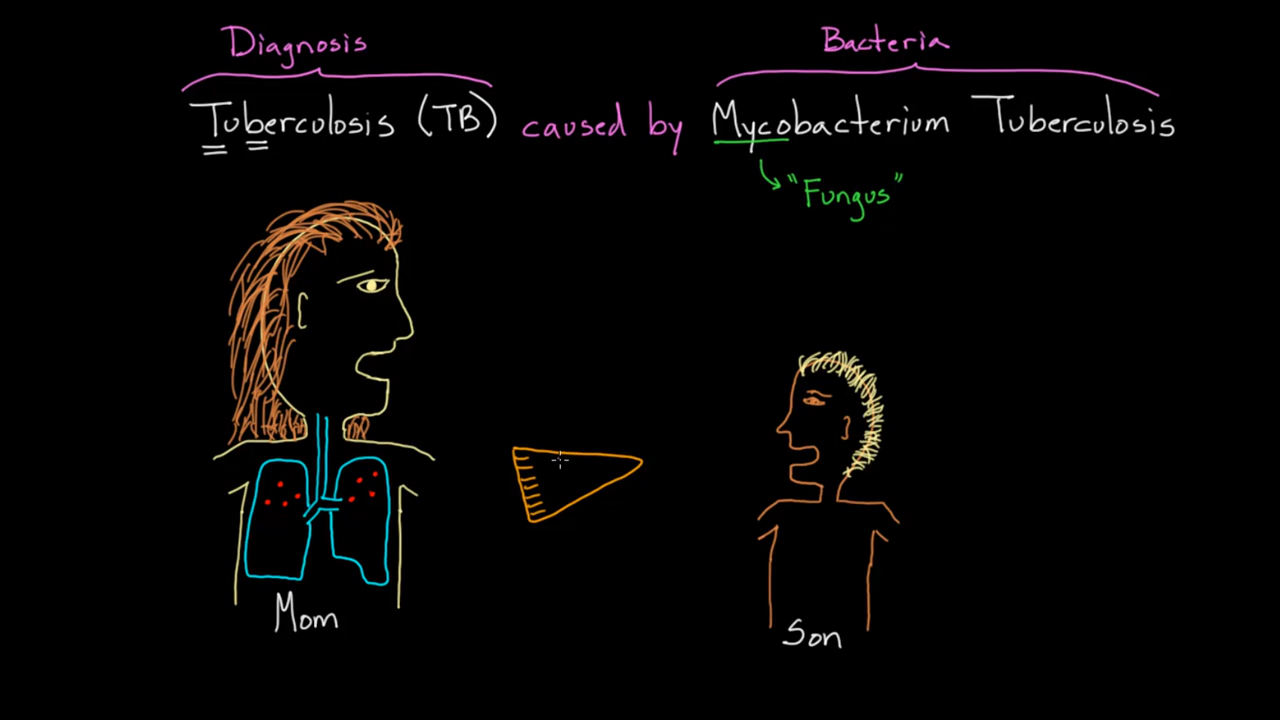 Diagnosis Bacteria
Tuberculosis (TB) caused by Mycobacterium Tuberculosis
"Fungus"
Mom
Son